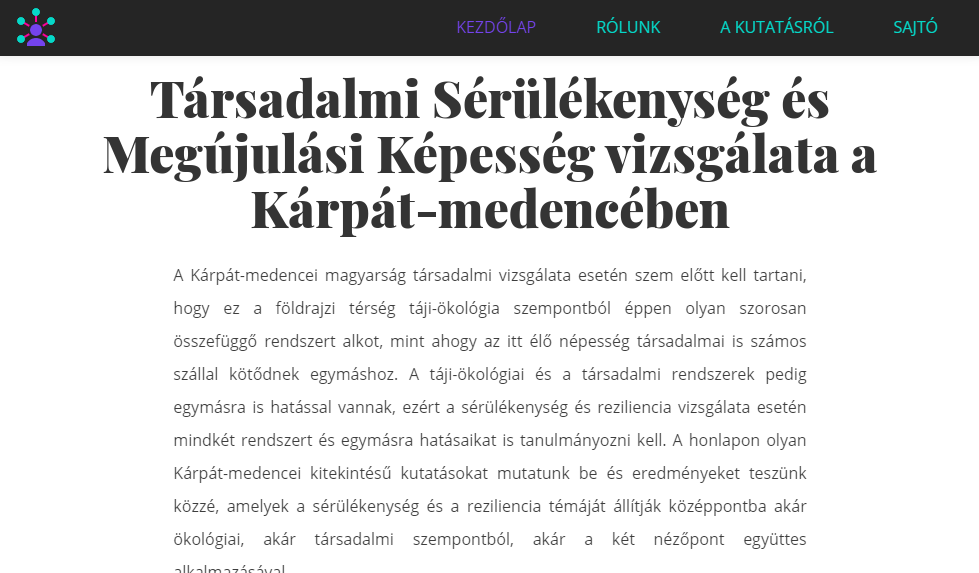 KEZDŐLAP RÓLUNK A KUTATÁSRÓL SAJTÓ
Társadalmi Sérülékenység és
Megújulási Képesség vizsgálata a
Kárpát-medencében
A Kárpát-medencei magyarság társadalmi vizsgálata esetén szem előtt kell tartani,
hogy ez a földrajzi térség táji-ökológia szempontból éppen olyan szorosan
összefüggő rendszert alkot, mint ahogy az itt élő népesség társadalmai is számos
szállal kötődnek egymáshoz. A táji-ökológiai és a társadalmi rendszerek pedig
egymásra is hatással vannak, ezért a sérülékenység és reziliencia vizsgálata esetén
mindkét rendszert és egymásra hatásaikat is tanulmányozni kell. A honlapon olyan
Kárpát-medencei kitekintésű kutatásokat mutatunk be és eredményeket teszünk
közzé, amelyek a sérülékenység és a reziliencia témáját állítják középpontba akár
ökológiai, akár társadalmi szempontból, akár a két nézőpont együttes
alkalmazásával.